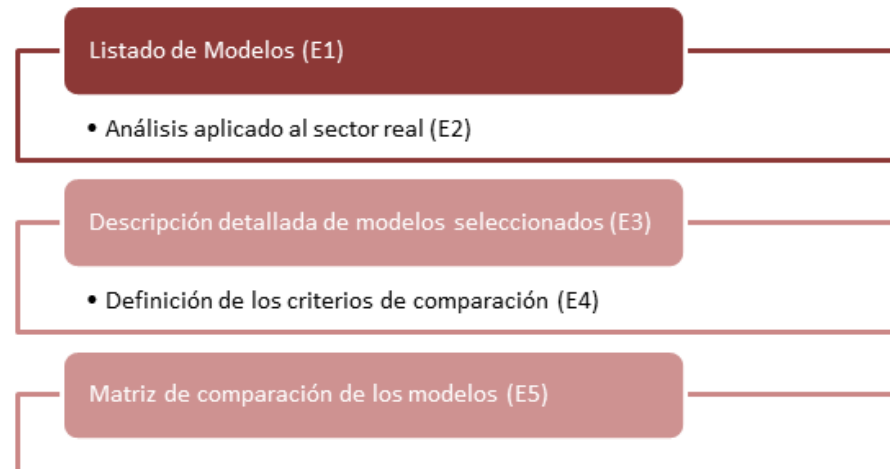 Listado de Modelos (E1)
• Análisis aplicado al sector real (E2)
Descripción detallada de modelos seleccionados (E3)
• Definición de los criterios de comparación (E4)
Matriz de comparación de los modelos (E5)